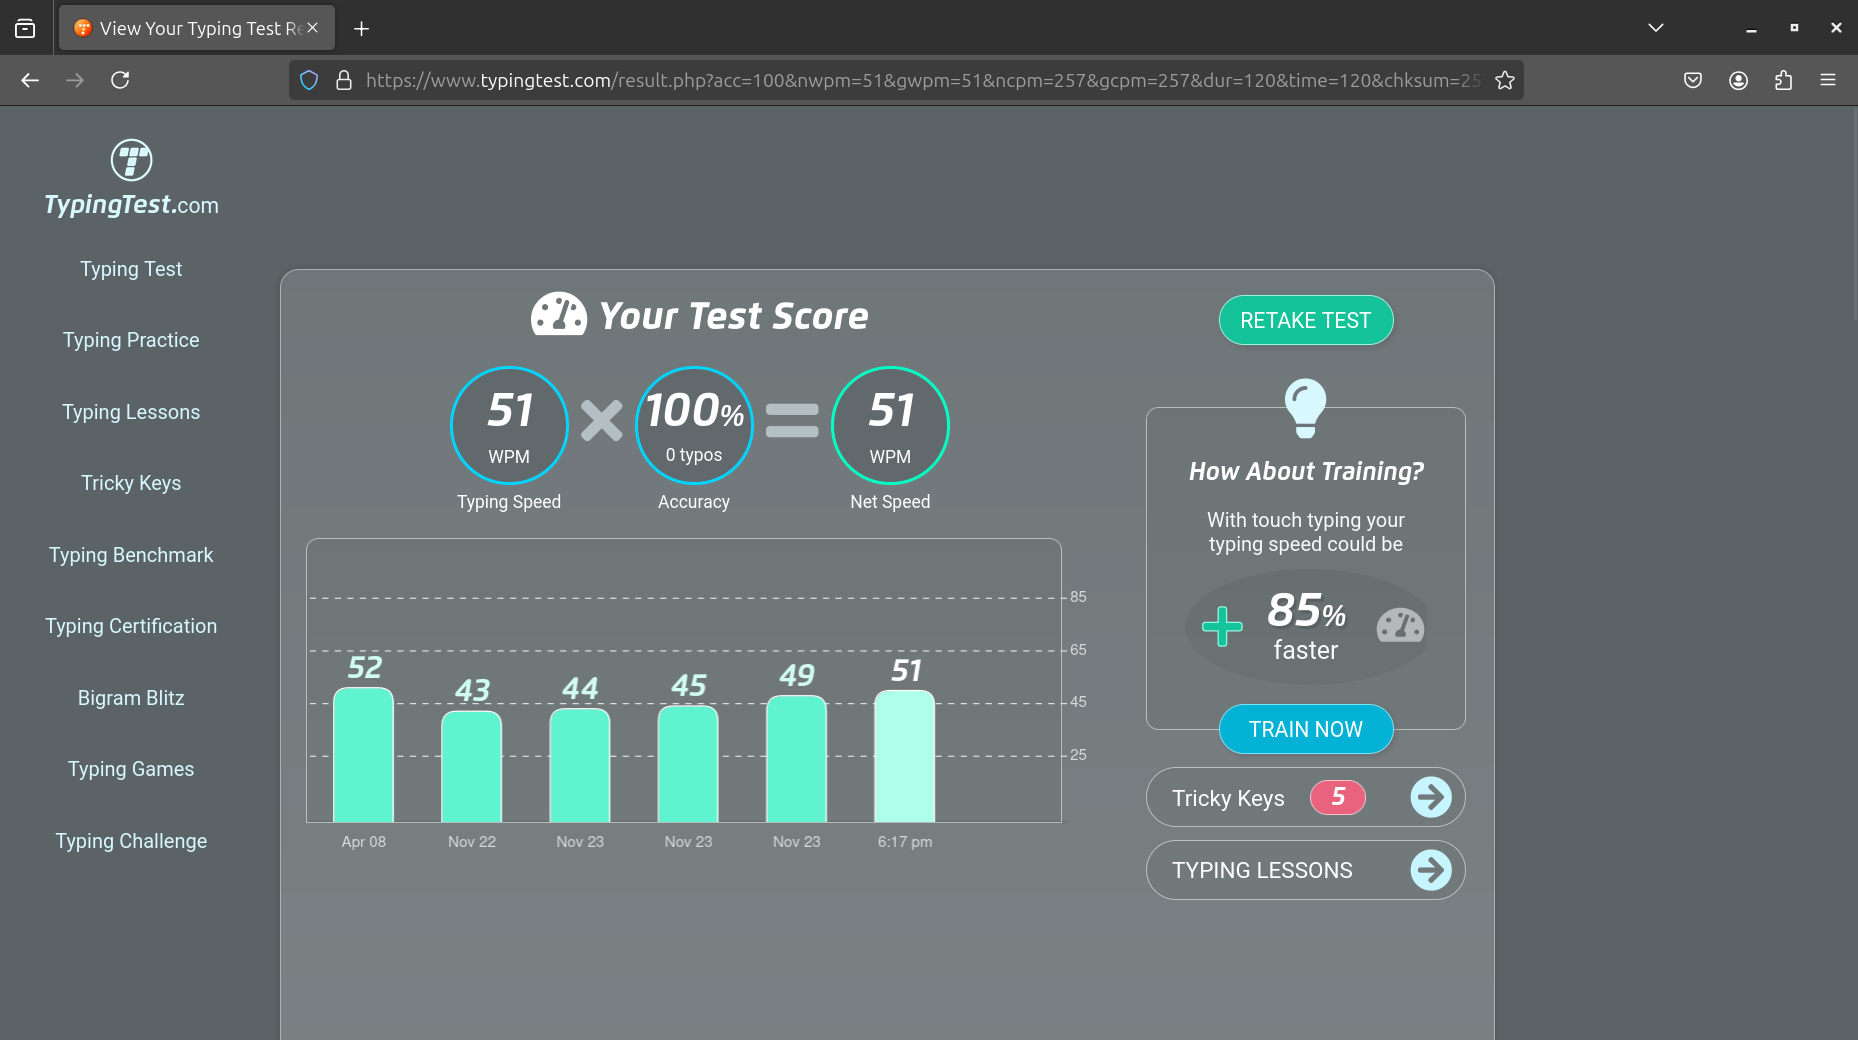 View Your Typing Test Re
https://www.typingtest.com/result.php?acc=100&nwpm=51&gwpm=51&ncpm=257&gcpm=257&dur=120&time=120&chksum=25
TypingTest.com
Typing Test
Typing Practice
Typing Lessons
Tricky Keys
Typing Benchmark
Typing Certification
Bigram Blitz
Typing Games
Typing Challenge
Your Test Score
51
WPM
Typing Speed
100%
0 typos
Accuracy
51
WPM
Net Speed
85
65
45
25
52
43
44
45
49
51
Apr 08
Nov 22
Nov 23
Nov 23
Nov 23
6:17 pm
RETAKE TEST
How About Training?
With touch typing your
typing speed could be
85%
faster
TRAIN NOW
Tricky Keys 5
TYPING LESSONS